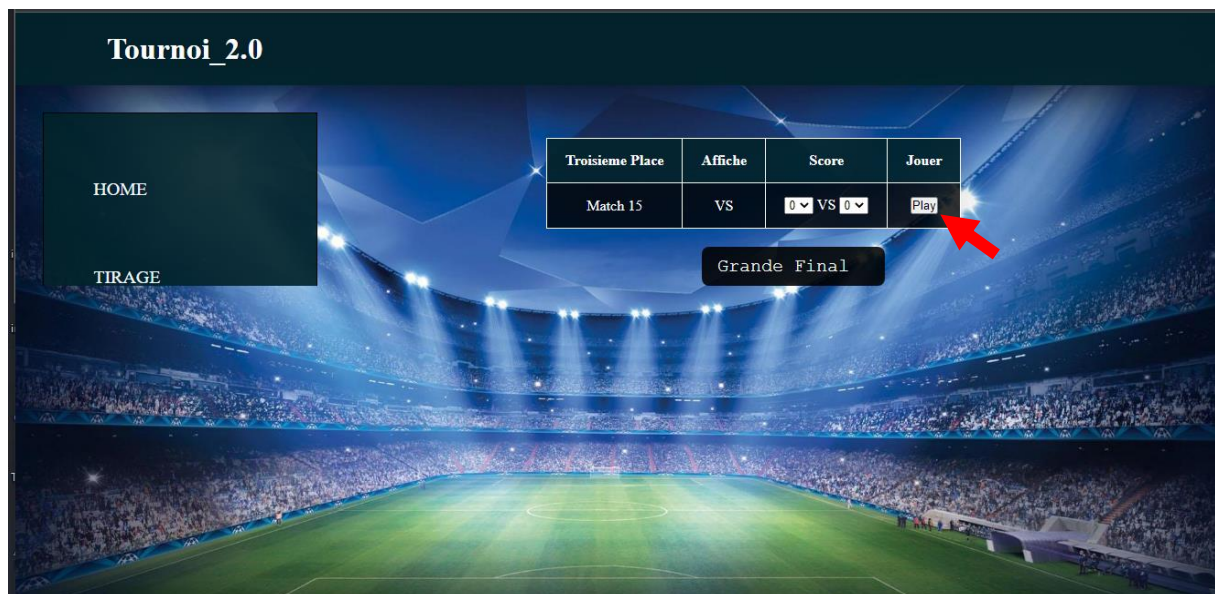 Tournoi_2.0
HOME
TIRAGE
Troisieme Place Affiche Score Jouer
Match 15 VS 0 VS 0 Play
Grande Final